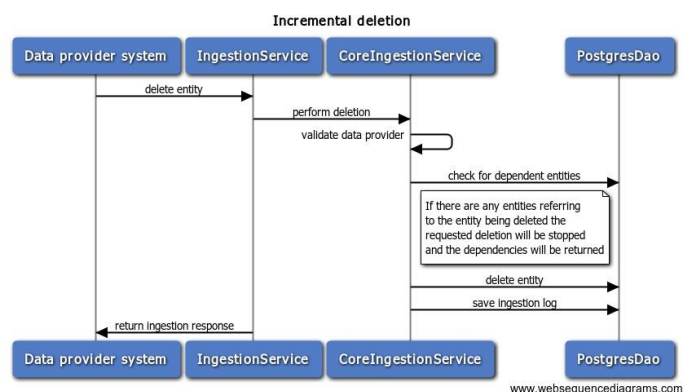 Incremental deletion
Data provider system
IngestionService
CoreIngestionService
PostgresDao
delete entity
perform deletion
validate data provider
check for dependent entities
If there are any entities referring
to the entity being deleted the
requested deletion will be stopped
and the dependencies will be returned
delete entity
save ingestion log
return ingestion response
Data provider system
IngestionService
CoreIngestionService
PostgresDao
www.websequencediagrams.com